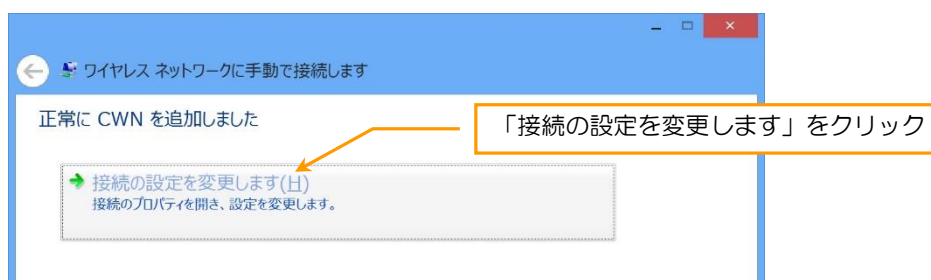 ワイヤレス ネットワークに手動で接続します
正常に CWN を追加しました
「接続の設定を変更します」をクリック
接続の設定を変更します(H)
接続のプロパティを開き、設定を変更します。